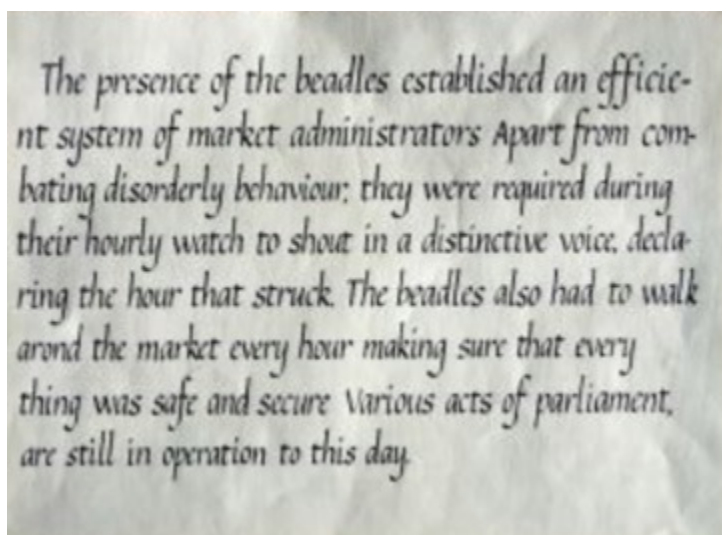 The presence of the beadles established an efficie-
nt system of market administrators Apart from com-
bating disorderly behaviour; they were required during
their hourly watch to shout in a distinctive voice, decla-
ring the hour that struck. The beadles also had to walk
arond the market every hour making sure that every
thing was safe and secure Various acts of parliament,
are still in operation to this day.